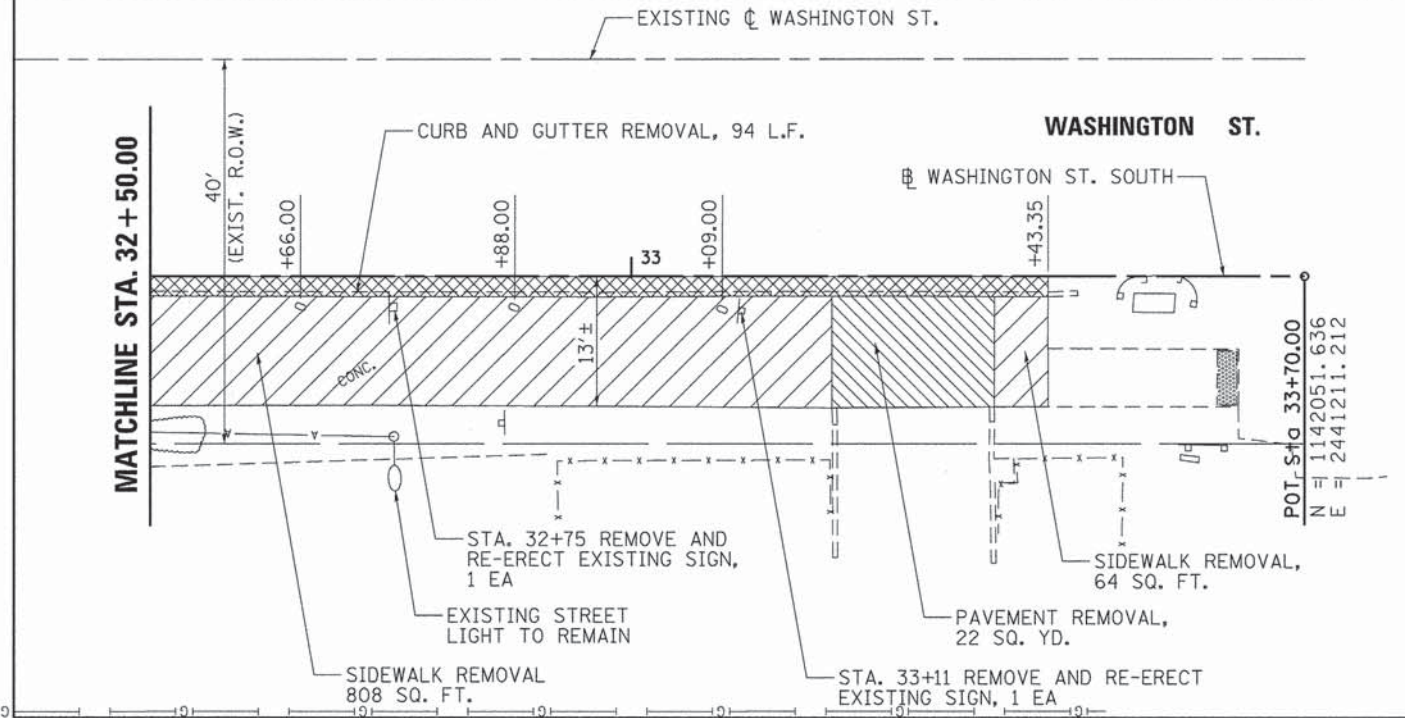 EXISTING ℄ WASHINGTON ST.
MATCHLINE STA. 32+50.00
40'
(EXIST. R.O.W.)
CURB AND GUTTER REMOVAL, 94 L.F.
WASHINGTON ST.
B WASHINGTON ST. SOUTH
+66.00
+88.00
33
+09.00
+43.35
13'±
CONC.
POT Sta 33+70.00
N = 1142051.636
E = 2441211.212
STA. 32+75 REMOVE AND
RE-ERECT EXISTING SIGN,
1 EA
EXISTING STREET
LIGHT TO REMAIN
SIDEWALK REMOVAL
808 SQ. FT.
SIDEWALK REMOVAL,
64 SQ. FT.
PAVEMENT REMOVAL,
22 SQ. YD.
STA. 33+11 REMOVE AND RE-ERECT
EXISTING SIGN, 1 EA